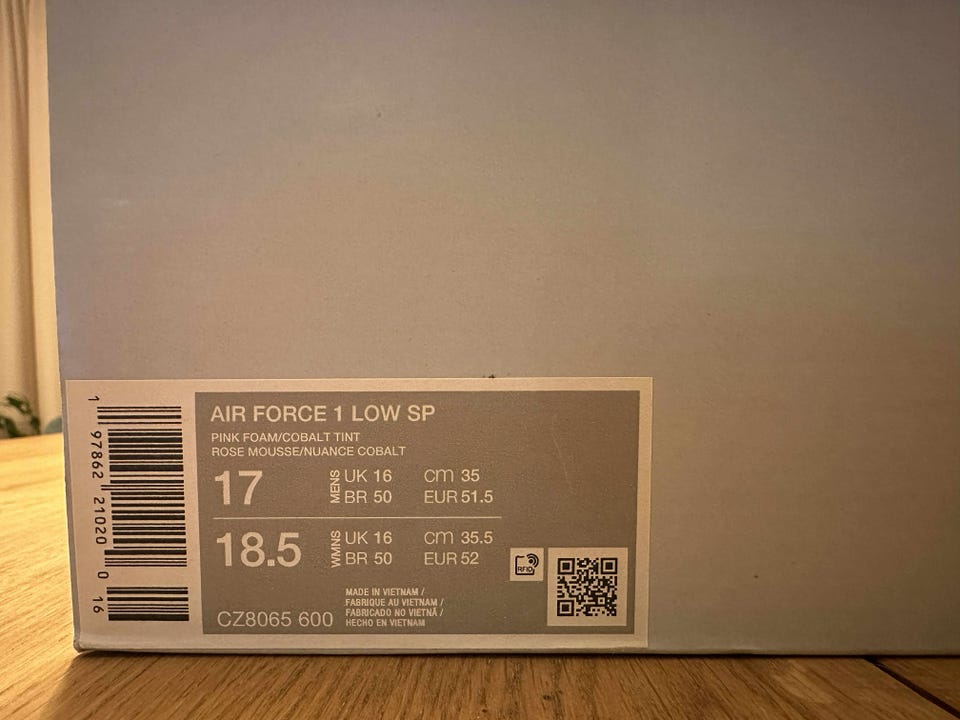 1 97862 21020 0 16
AIR FORCE 1 LOW SP
PINK FOAM/COBALT TINT
ROSE MOUSSE/NUANCE COBALT
17 MENS UK 16 cm 35
BR 50 EUR 51.5
18.5 WMNS UK 16 cm 35.5
BR 50 EUR 52
RFID
MADE IN VIETNAM /
FABRIQUE AU VIETNAM /
FABRICADO NO VIETNÃ /
HECHO EN VIETNAM
CZ8065 600